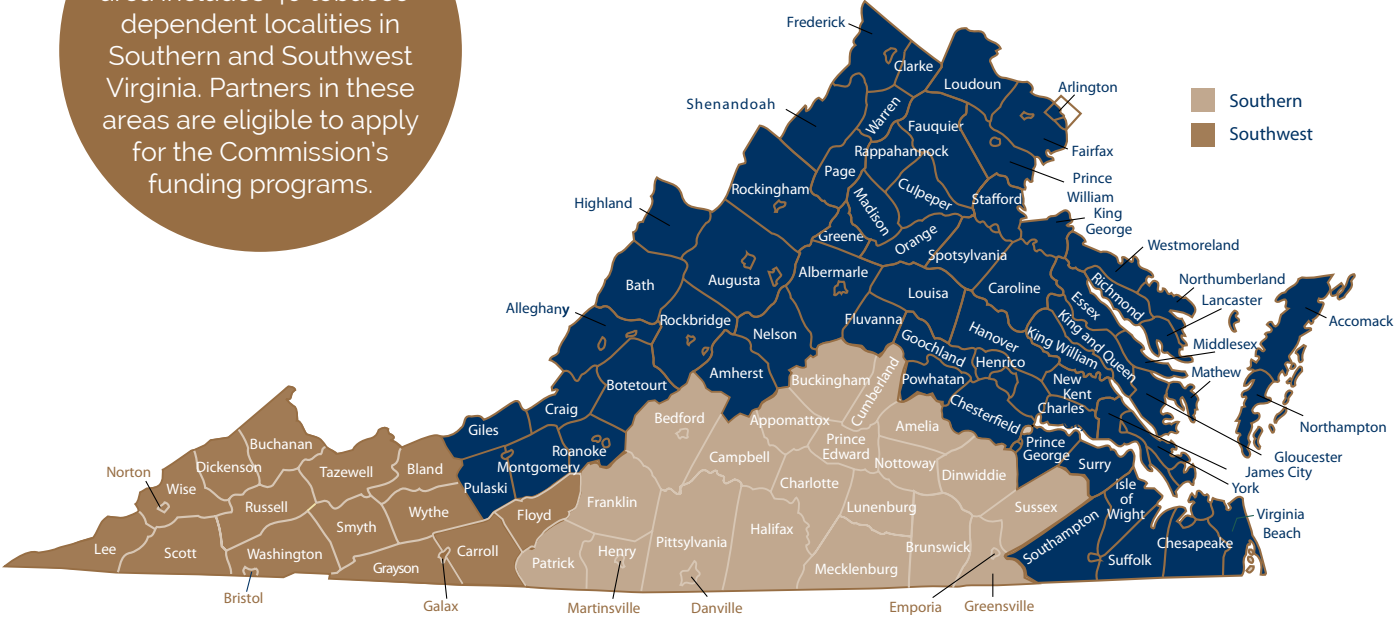 dependent localities in
Southern and Southwest
Virginia. Partners in these
areas are eligible to apply
for the Commission's
funding programs.
Southern
Southwest
Frederick
Clarke
Loudoun
Arlington
Shenandoah
Warren
Fauquier
Fairfax
Rappahannock
Prince
William
Page
Rockingham
Culpeper
Stafford
Madison
King
George
Highland
Greene
Orange
Westmoreland
Spotsylvania
Albermarle
Augusta
Bath
Northumberland
Richmond
Caroline
Louisa
Lancaster
Essex
Alleghany
Accomack
Rockbridge
Nelson
Fluvanna
Hanover
King and Queen
King William
Goochland
Middlesex
Henrico
Mathew
Amherst
Botetourt
Buckingham
Cumberland
Powhatan
New
Kent
Charles
Chesterfield
Craig
Bedford
Appomattox
Amelia
Northampton
Giles
Buchanan
Roanoke
Prince
Edward
Prince
George
Gloucester
Montgomery
Campbell
Nottoway
Surry
James City
Dickenson
Tazewell
Bland
Norton
Dinwiddie
York
Wise
Pulaski
Charlotte
Isle
of
Wight
Russell
Wythe
Floyd
Franklin
Lunenburg
Sussex
Virginia
Beach
Smyth
Halifax
Southampton
Chesapeake
Lee
Scott
Washington
Carroll
Henry
Pittsylvania
Brunswick
Suffolk
Grayson
Patrick
Mecklenburg
Bristol
Galax
Martinsville
Danville
Emporia
Greensville